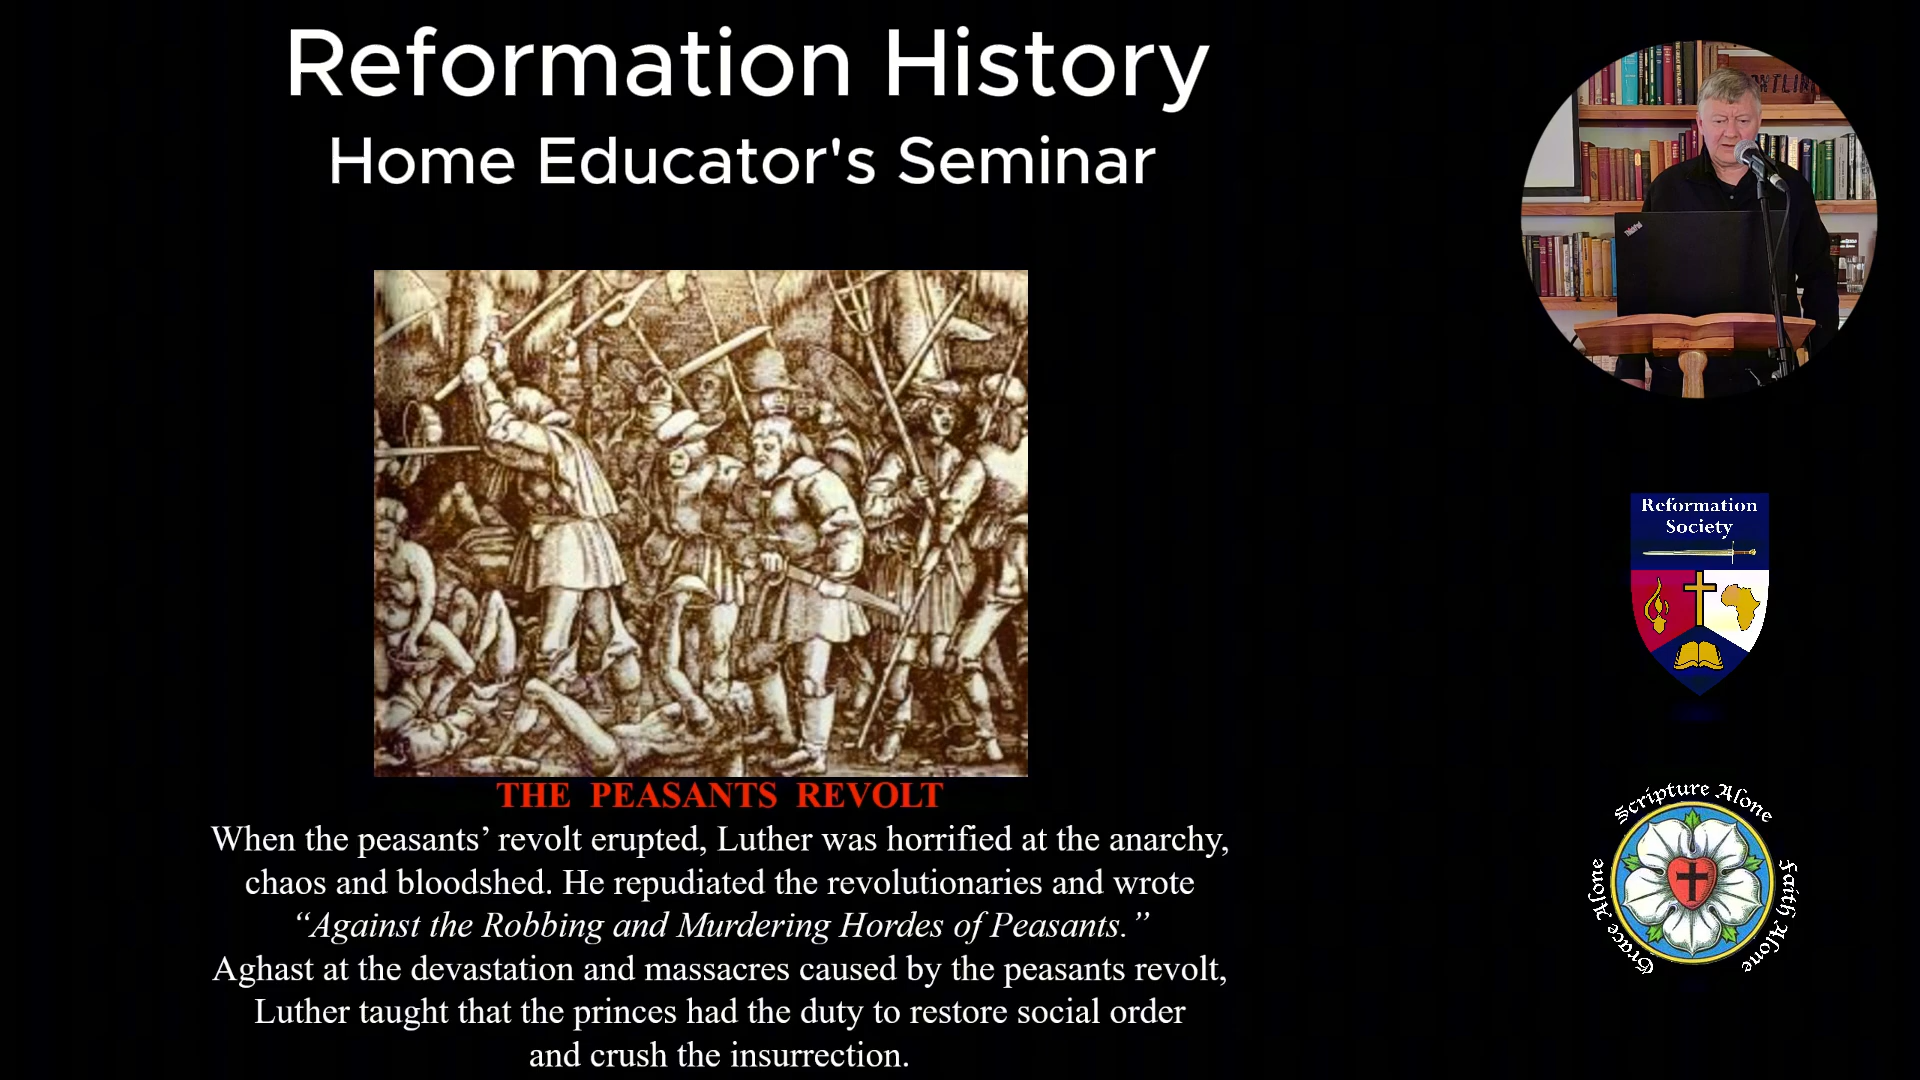 Reformation History
Home Educator's Seminar
THE PEASANTS REVOLT
When the peasants’ revolt erupted, Luther was horrified at the anarchy,
chaos and bloodshed. He repudiated the revolutionaries and wrote
“Against the Robbing and Murdering Hordes of Peasants.”
Aghast at the devastation and massacres caused by the peasants revolt,
Luther taught that the princes had the duty to restore social order
and crush the insurrection.
ThinkPad
Reformation
Society
Scripture Alone
Grace Alone
Faith Alone